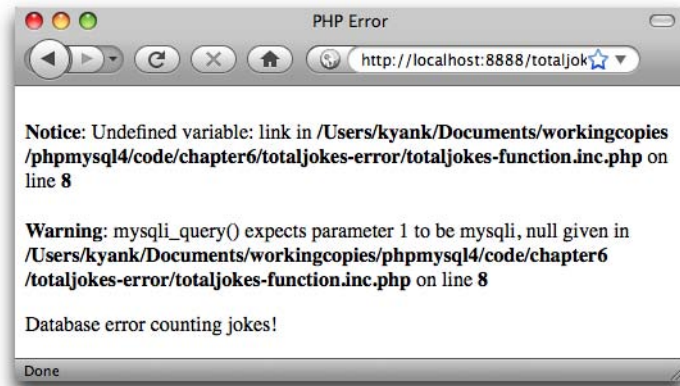 PHP Error
http://localhost:8888/totaljok
Notice: Undefined variable: link in /Users/kyank/Documents/workingcopies
/phpmysql4/code/chapter6/totaljokes-error/totaljokes-function.inc.php on
line 8
Warning: mysqli_query() expects parameter 1 to be mysqli, null given in
/Users/kyank/Documents/workingcopies/phpmysql4/code/chapter6
/totaljokes-error/totaljokes-function.inc.php on line 8
Database error counting jokes!
Done